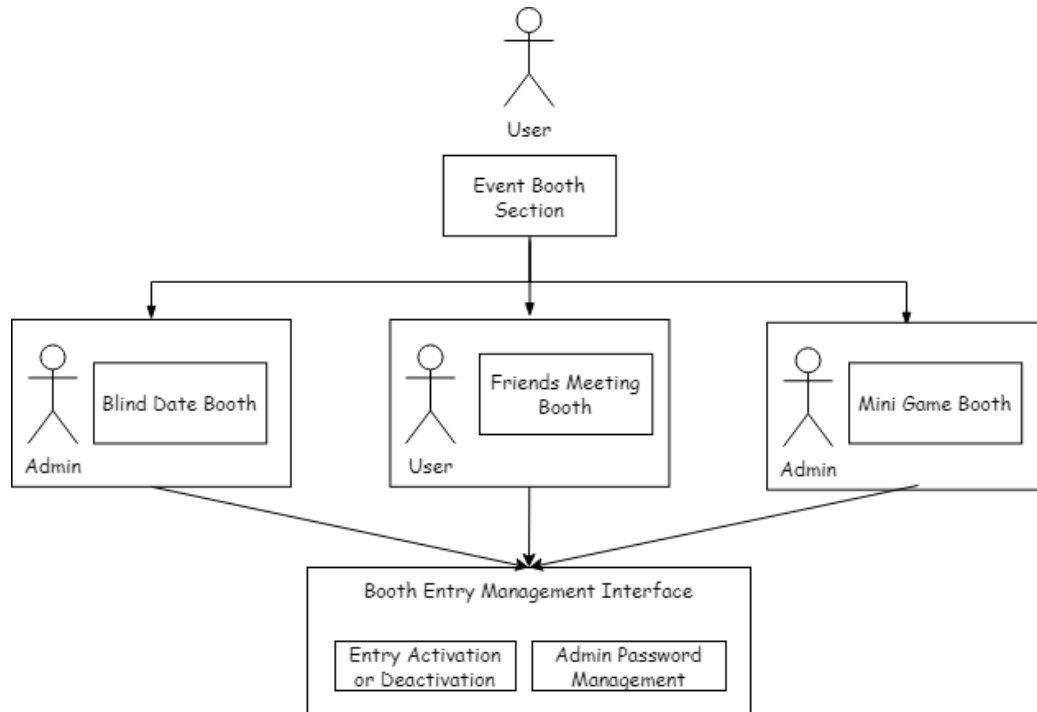 User
Event Booth
Section
Blind Date Booth
Admin
Friends Meeting
Booth
User
Mini Game Booth
Admin
Booth Entry Management Interface
Entry Activation
or Deactivation
Admin Password
Management